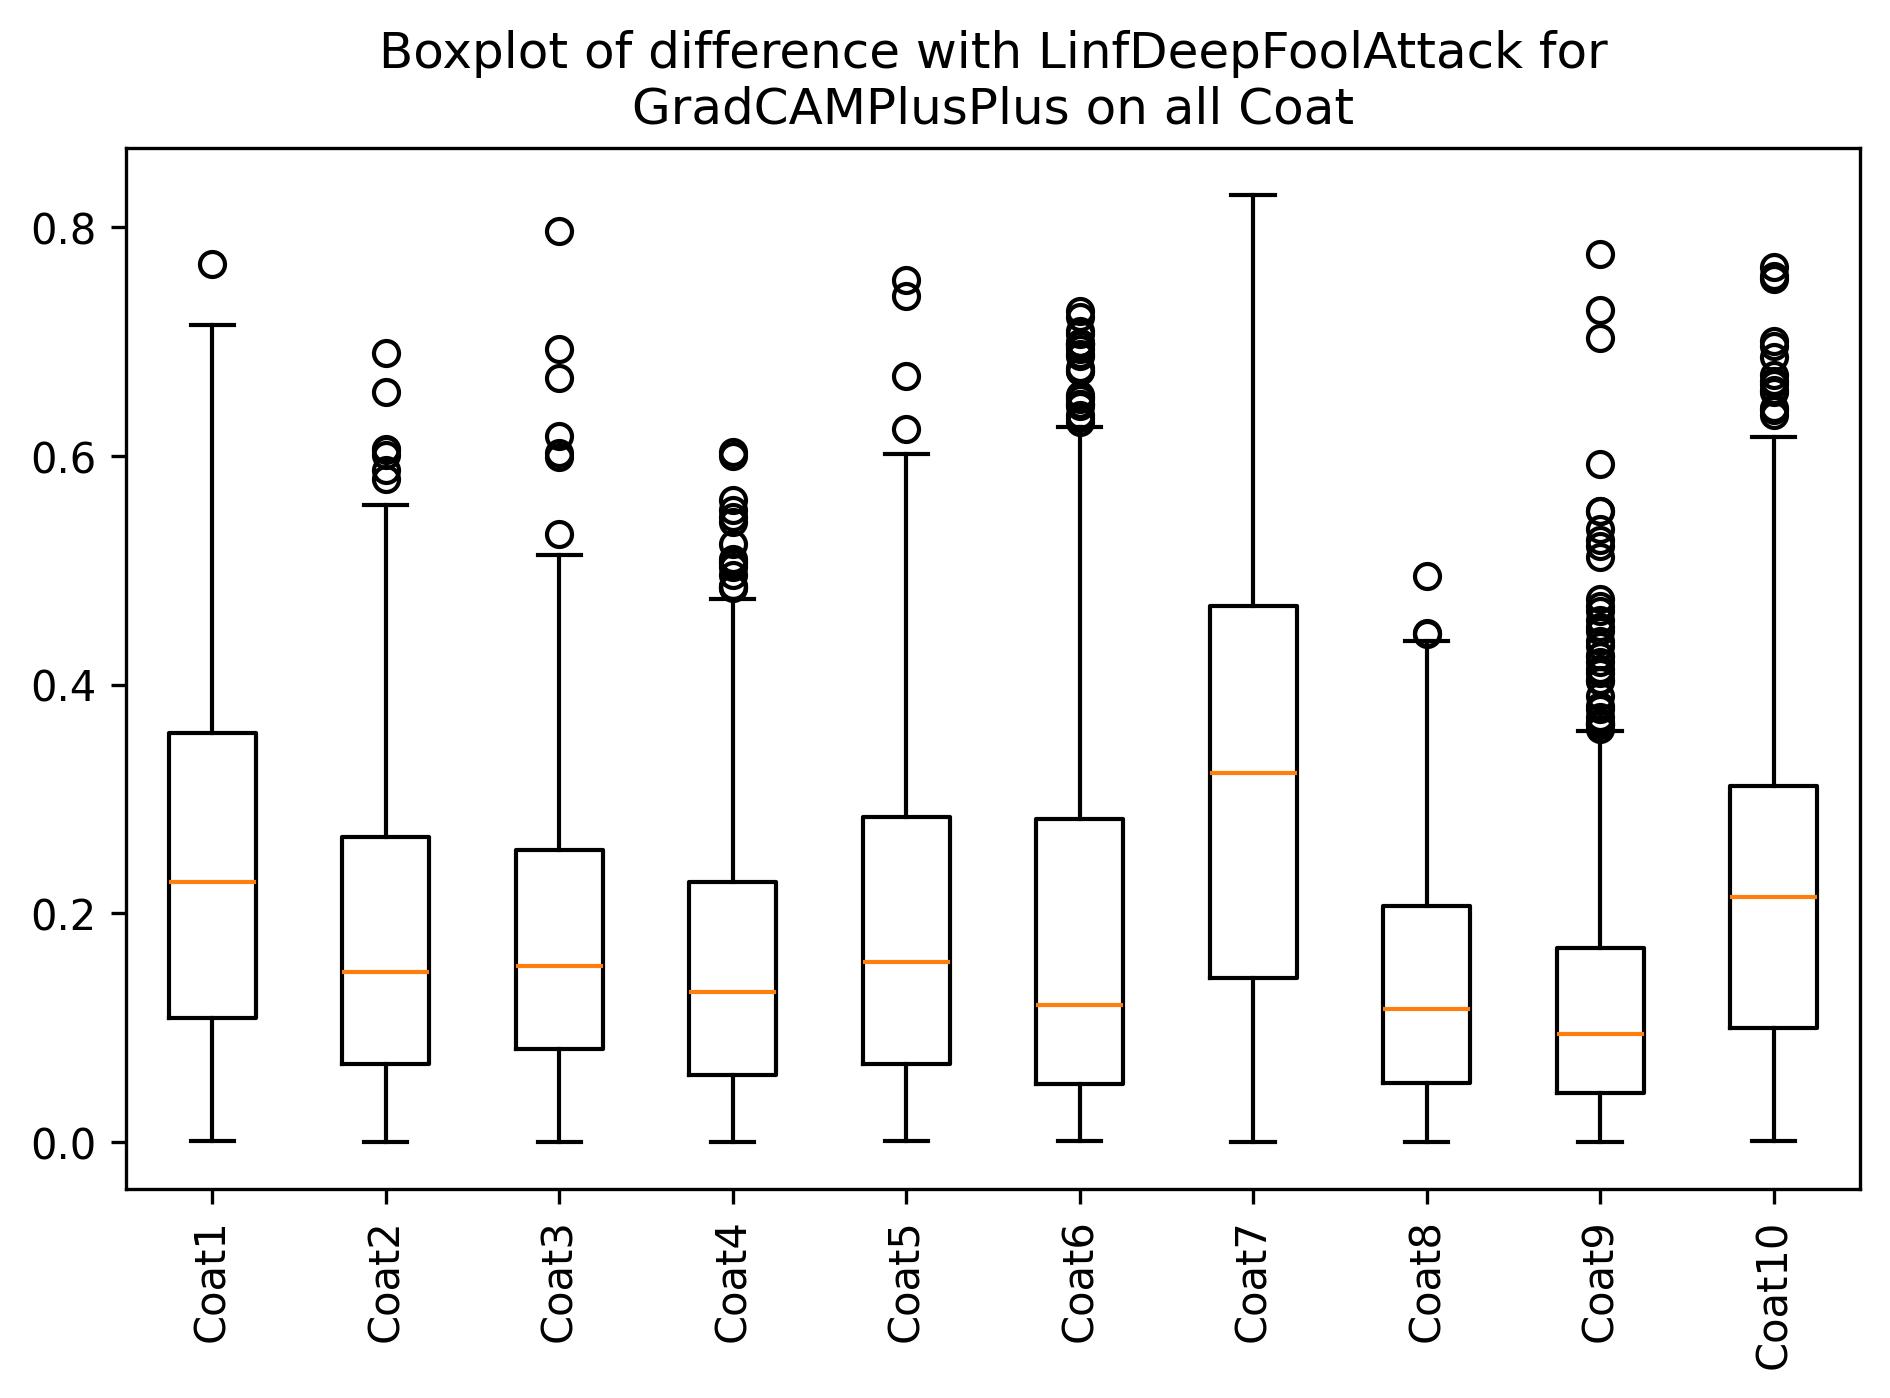 Boxplot of difference with LinfDeepFoolAttack for
GradCAMPlusPlus on all Coat
0.8
0.6
0.4
0.2
0.0
Coat1
Coat2
Coat3
Coat4
Coat5
Coat6
Coat7
Coat8
Coat9
Coat10